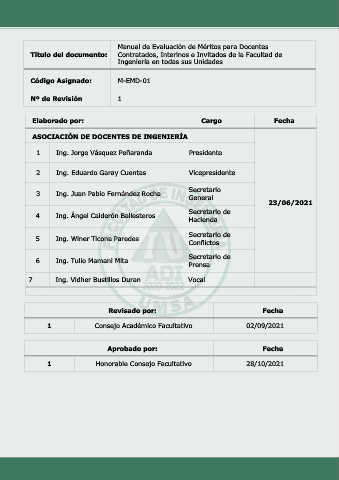 Título del documento:
Manual de Evaluación de Méritos para Docentes
Contratados, Interinos e Invitados de la Facultad de
Ingeniería en todas sus Unidades
Código Asignado: M-EMD-01
Nº de Revisión 1
Elaborado por: Cargo Fecha
ASOCIACIÓN DE DOCENTES DE INGENIERÍA
1 Ing. Jorge Vásquez Peñaranda Presidente
2 Ing. Eduardo Garay Cuentas Vicepresidente
3 Ing. Juan Pablo Fernández Rocha Secretario
General
23/06/2021
4 Ing. Ángel Calderón Ballesteros Secretario de
Hacienda
5 Ing. Winer Ticona Paredes Secretario de
Conflictos
6 Ing. Tulio Mamani Mita Secretario de
Prensa
7 Ing. Vidher Bustillos Duran Vocal
ADI
UMSA
Revisado por: Fecha
1 Consejo Académico Facultativo 02/09/2021
Aprobado por: Fecha
1 Honorable Consejo Facultativo 28/10/2021